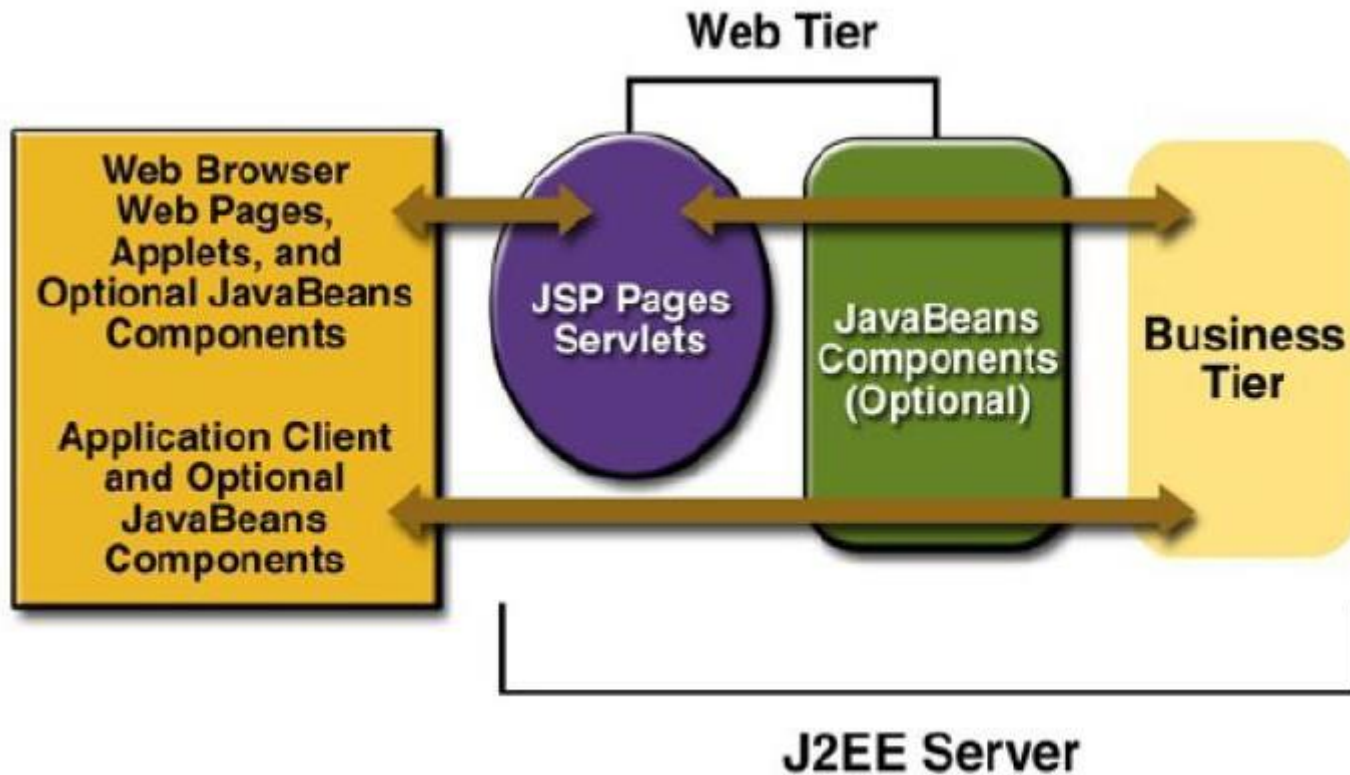 Web Tier
Web Browser
Web Pages,
Applets, and
Optional JavaBeans
Components
Application Client
and Optional
JavaBeans
Components
JSP Pages
Servlets
JavaBeans
Components
(Optional)
Business
Tier
J2EE Server